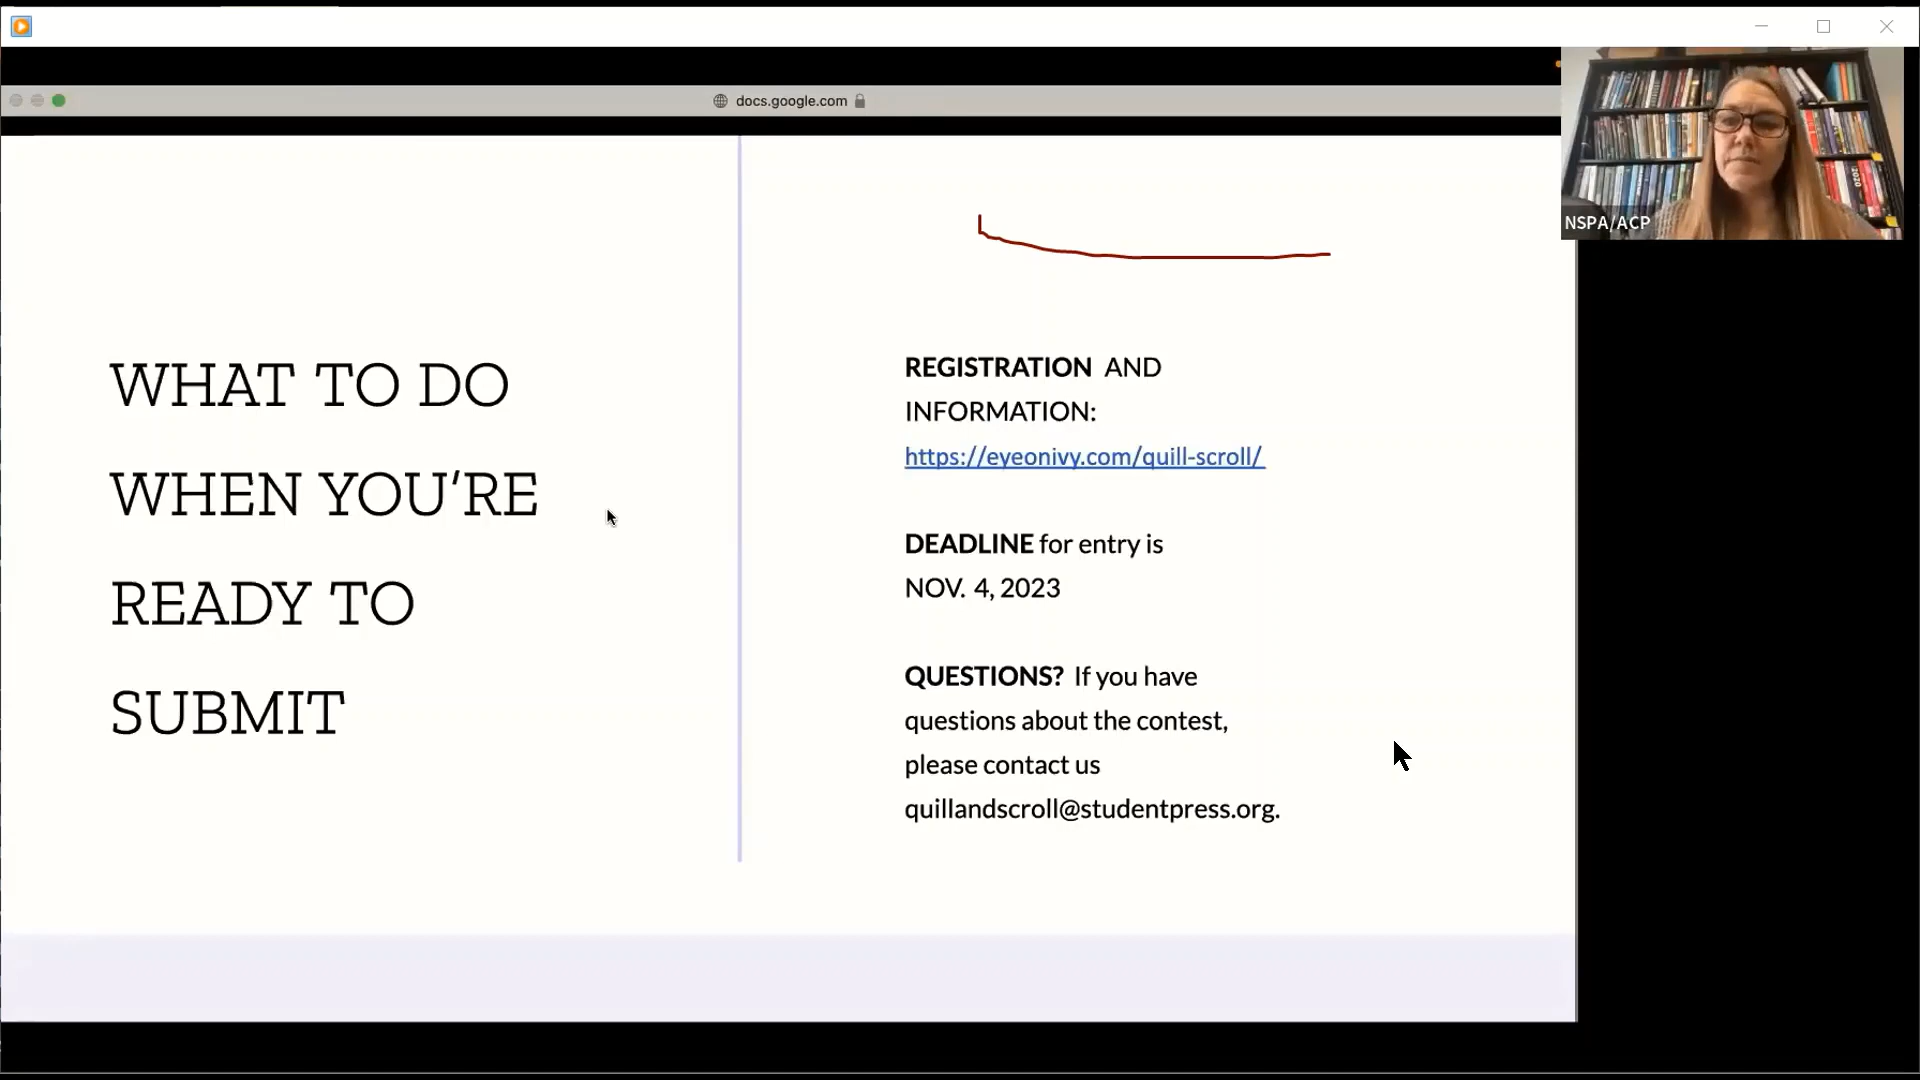 docs.google.com
NSPA/ACP
WHAT TO DO
WHEN YOU'RE
READY TO
SUBMIT
REGISTRATION AND
INFORMATION:
https://eyeonivy.com/quill-scroll/
DEADLINE for entry is
NOV. 4, 2023
QUESTIONS? If you have
questions about the contest,
please contact us
quillandscroll@studentpress.org.
2020